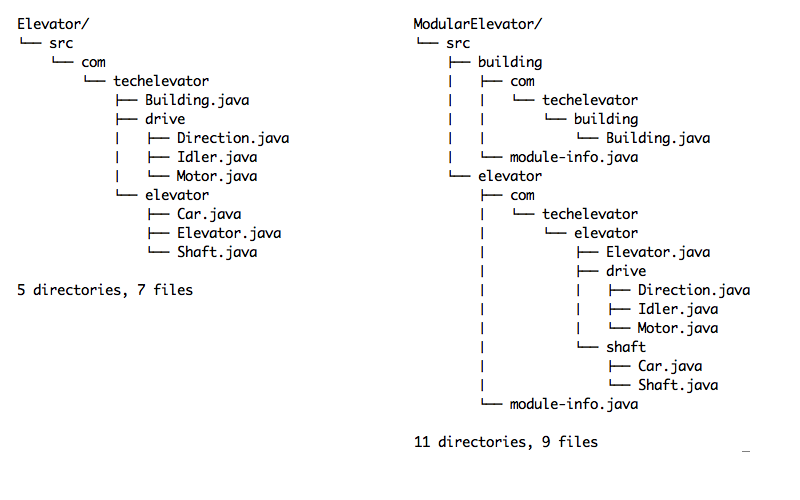 Elevator/
└── src
    └── com
        └── techelevator
            ├── Building.java
            ├── drive
            │   ├── Direction.java
            │   ├── Idler.java
            │   └── Motor.java
            └── elevator
                ├── Car.java
                ├── Elevator.java
                └── Shaft.java
5 directories, 7 files
ModularElevator/
└── src
    ├── building
    │   ├── com
    │   │   └── techelevator
    │   │       └── building
    │   │           └── Building.java
    │   └── module-info.java
    └── elevator
        ├── com
        │   └── techelevator
        │       └── elevator
        │           ├── Elevator.java
        │           ├── drive
        │           │   ├── Direction.java
        │           │   ├── Idler.java
        │           │   └── Motor.java
        │           └── shaft
        │               ├── Car.java
        │               └── Shaft.java
        └── module-info.java
11 directories, 9 files